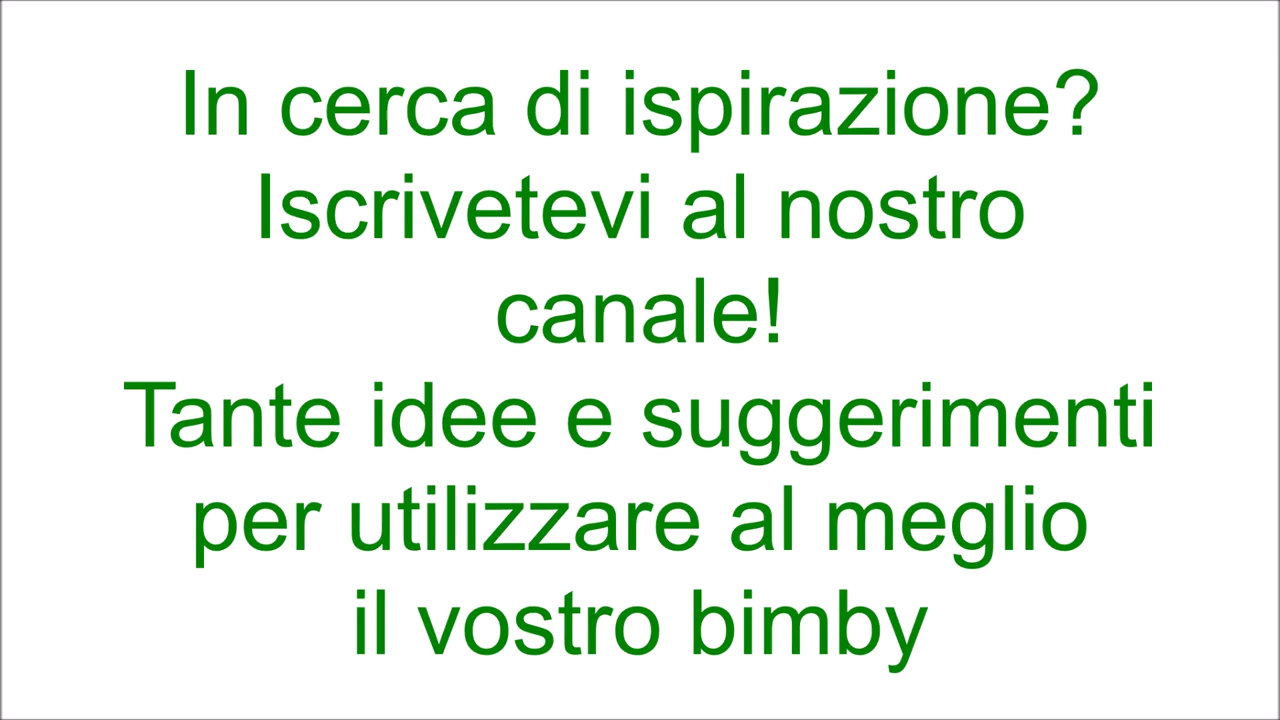 In cerca di ispirazione?
Iscrivetevi al nostro
canale!
Tante idee e suggerimenti
per utilizzare al meglio
il vostro bimby